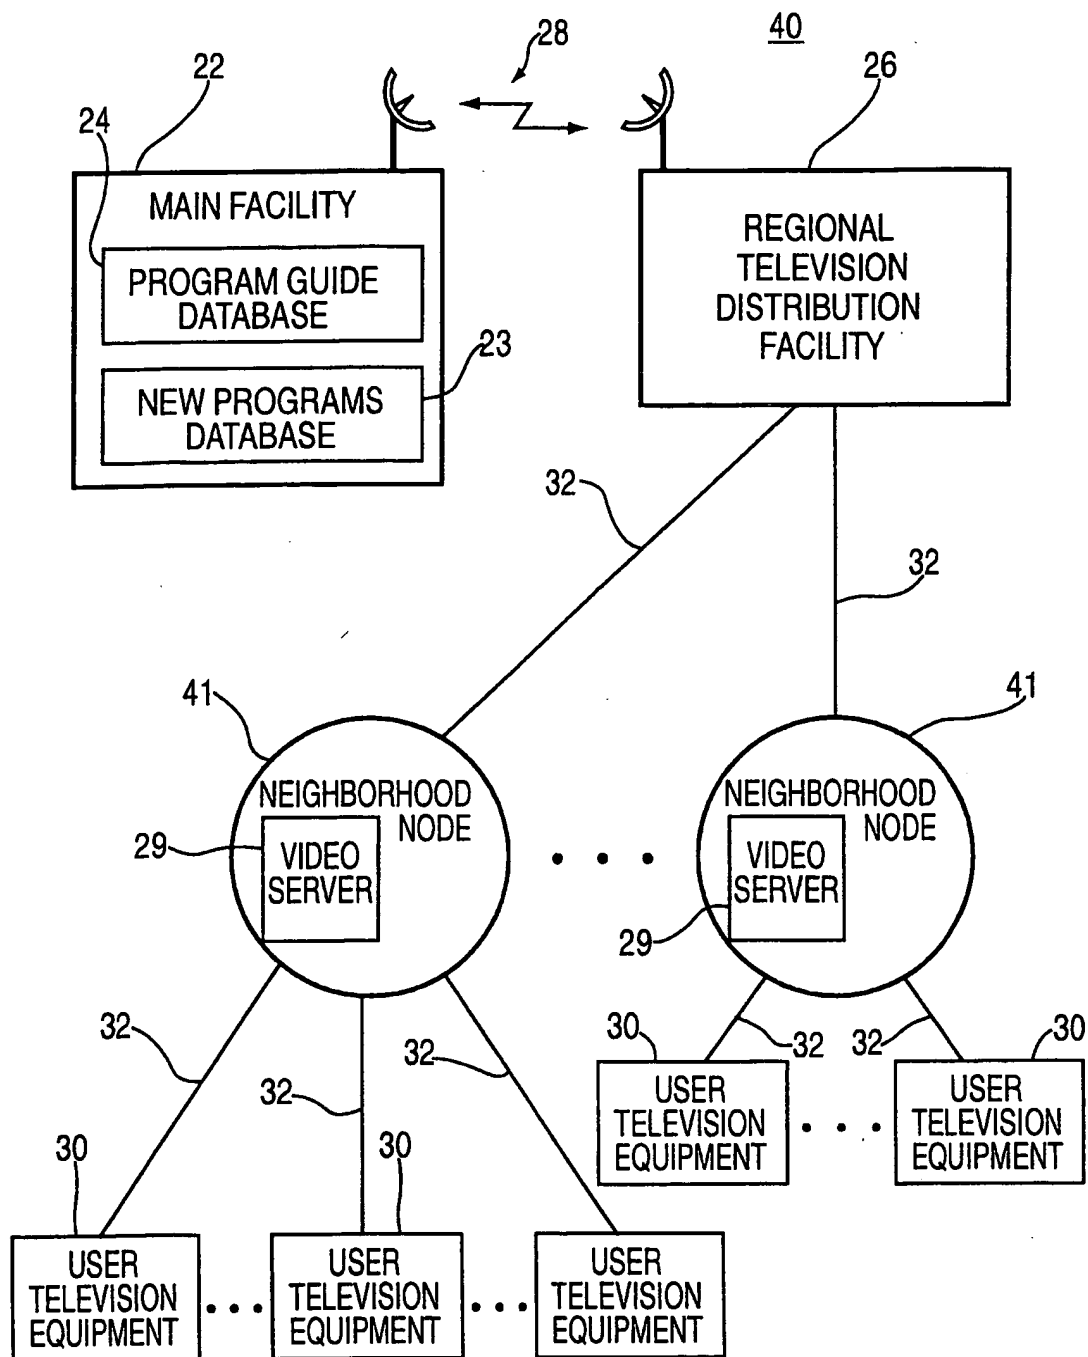 40
28
22
26
24
MAIN FACILITY
PROGRAM GUIDE
DATABASE
23
NEW PROGRAMS
DATABASE
REGIONAL
TELEVISION
DISTRIBUTION
FACILITY
32
32
41
41
NEIGHBORHOOD
NODE
29
VIDEO
SERVER
NEIGHBORHOOD
NODE
VIDEO
SERVER
29
32
32
32
30
32
32
30
USER
TELEVISION
EQUIPMENT
USER
TELEVISION
EQUIPMENT
30
30
USER
TELEVISION
EQUIPMENT
USER
TELEVISION
EQUIPMENT
USER
TELEVISION
EQUIPMENT